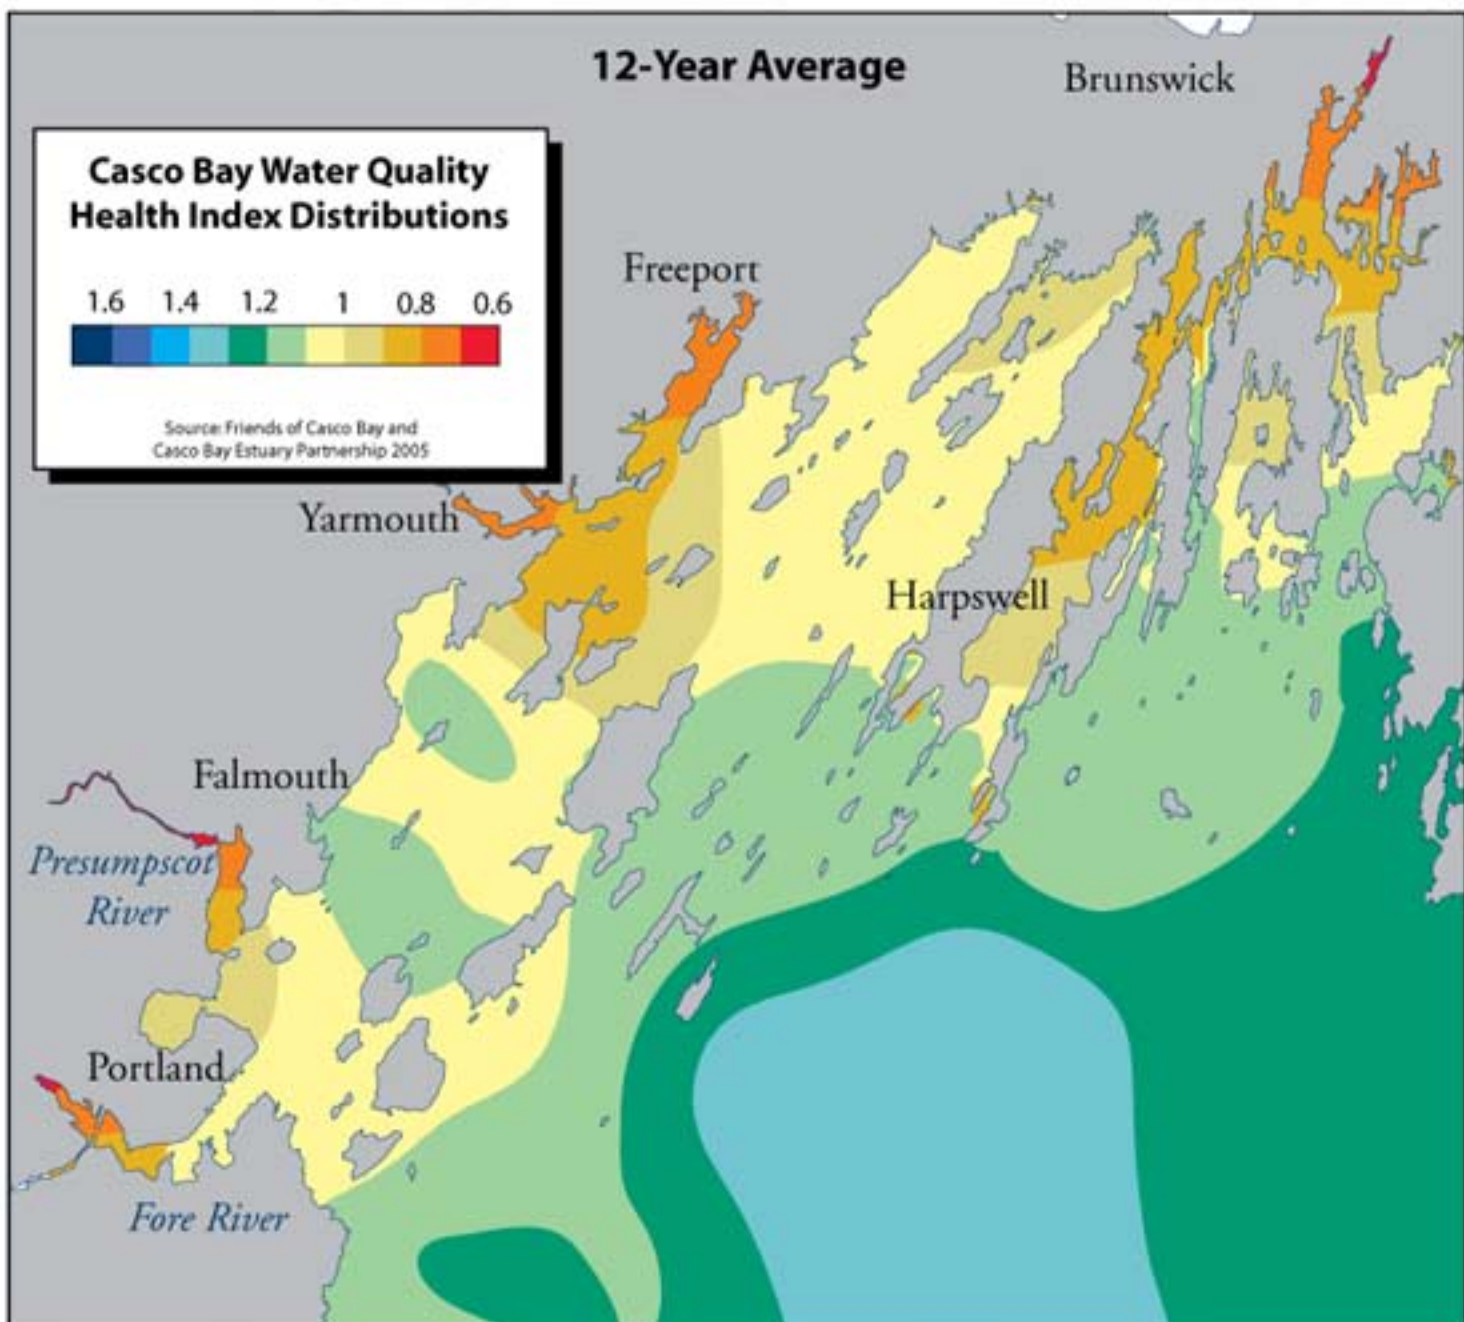 12-Year Average
Brunswick
Casco Bay Water Quality
Health Index Distributions
1.6 1.4 1.2 1 0.8 0.6
Source: Friends of Casco Bay and
Casco Bay Estuary Partnership 2005
Freeport
Yarmouth
Harpswell
Falmouth
Presumpscot
River
Portland
Fore River